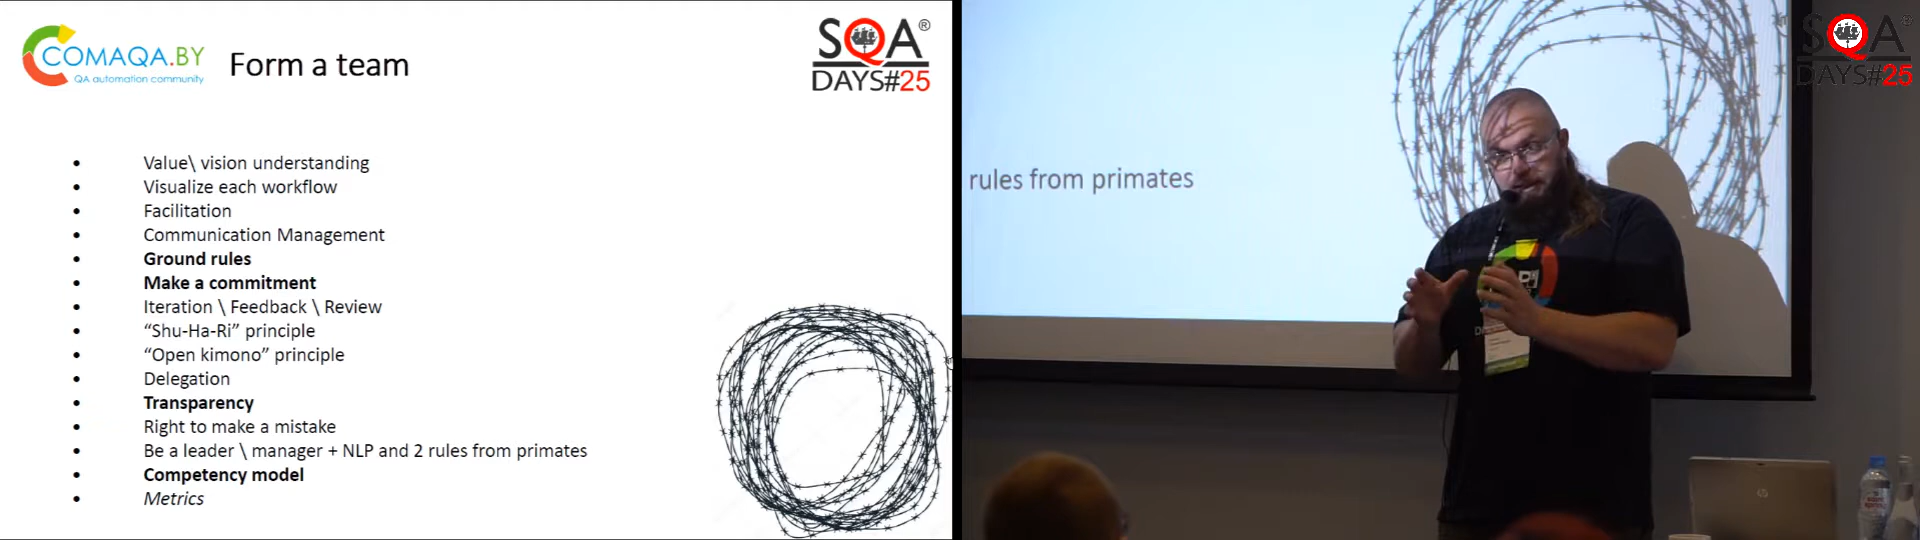 COMAQA.BY
QA automation community
Form a team
SQA®
DAYS#25
• Value\ vision understanding
• Visualize each workflow
• Facilitation
• Communication Management
• Ground rules
• Make a commitment
• Iteration \ Feedback \ Review
• “Shu-Ha-Ri” principle
• “Open kimono” principle
• Delegation
• Transparency
• Right to make a mistake
• Be a leader \ manager + NLP and 2 rules from primates
• Competency model
• Metrics
rules from primates
SQA®
DAYS#25
hp